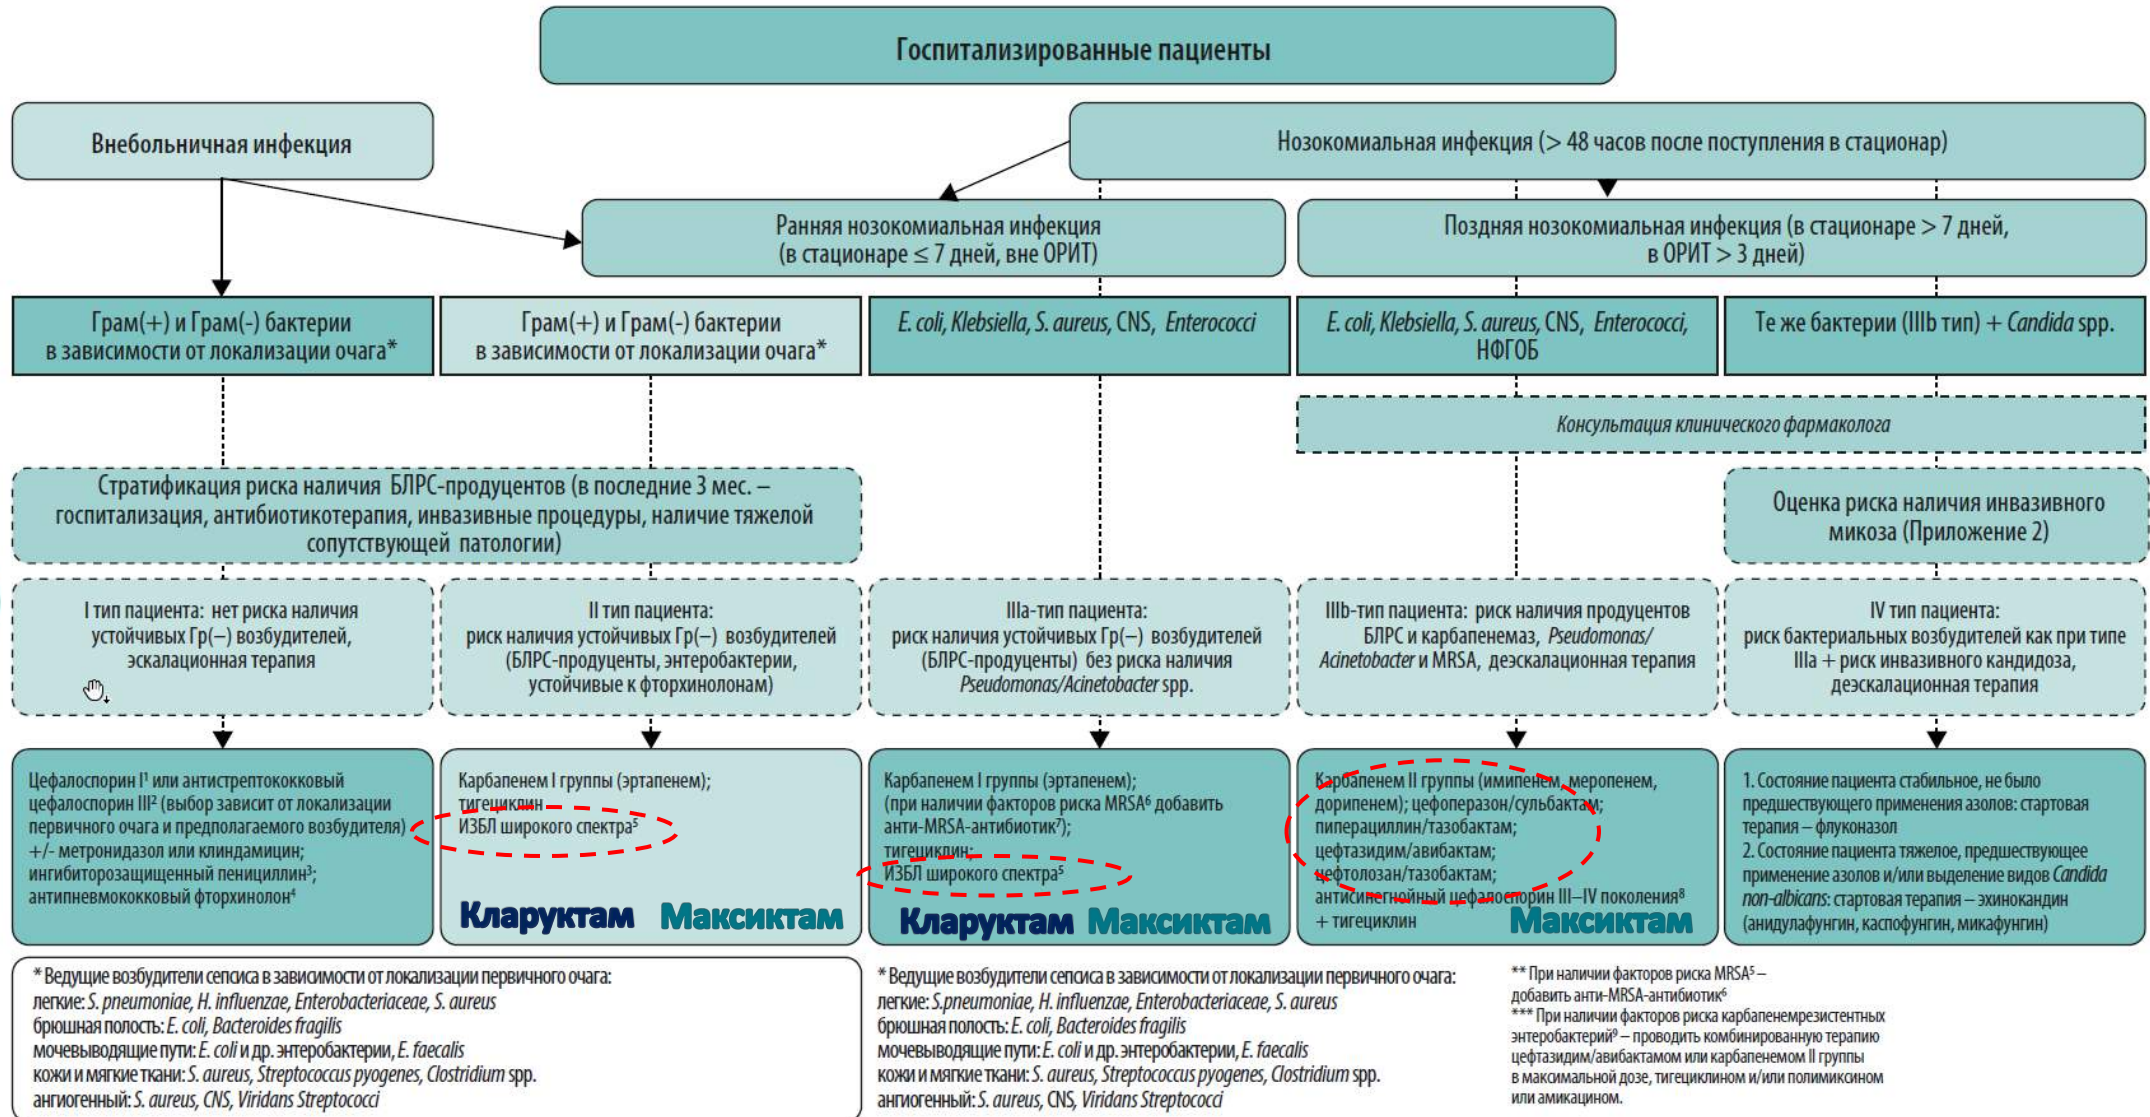 Госпитализированные пациенты
Внебольничная инфекция
Нозокомиальная инфекция (> 48 часов после поступления в стационар)
Ранняя нозокомиальная инфекция
(в стационаре ≤ 7 дней, вне ОРИТ)
Поздняя нозокомиальная инфекция (в стационаре > 7 дней,
в ОРИТ > 3 дней)
Грам(+) и Грам(-) бактерии
в зависимости от локализации очага*
Грам(+) и Грам(-) бактерии
в зависимости от локализации очага*
E. coli, Klebsiella, S. aureus, CNS, Enterococci
E. coli, Klebsiella, S. aureus, CNS, Enterococci,
НФГОБ
Те же бактерии (IIIb тип) + Candida spp.
Консультация клинического фармаколога
Стратификация риска наличия БЛРС-продуцентов (в последние 3 мес. –
госпитализация, антибиотикотерапия, инвазивные процедуры, наличие тяжелой
сопутствующей патологии)
Оценка риска наличия инвазивного
микоза (Приложение 2)
I тип пациента: нет риска наличия
устойчивых Гр(–) возбудителей,
эскалационная терапия
II тип пациента:
риск наличия устойчивых Гр(–) возбудителей
(БЛРС-продуценты, энтеробактерии,
устойчивые к фторхинолонам)
IIIa-тип пациента:
риск наличия устойчивых Гр(–) возбудителей
(БЛРС-продуценты) без риска наличия
Pseudomonas/Acinetobacter spp.
IIIb-тип пациента: риск наличия продуцентов
БЛРС и карбапенемаз, Pseudomonas/
Acinetobacter и MRSA, деэскалационная терапия
IV тип пациента:
риск бактериальных возбудителей как при типе
IIIa + риск инвазивного кандидоза,
деэскалационная терапия
Цефалоспорин I¹ или антистрептококковый
цефалоспорин III² (выбор зависит от локализации
первичного очага и предполагаемого возбудителя)
+/- метронидазол или клиндамицин;
ингибиторозащищенный пенициллин³;
антипневмококковый фторхинолон⁴
Карбапенем I группы (эртапенем);
тигециклин
ИЗБЛ широкого спектра⁵
Кларуктам Максиктам
Карбапенем I группы (эртапенем);
(при наличии факторов риска MRSA⁶ добавить
анти-MRSA-антибиотик⁷);
тигециклин;
ИЗБЛ широкого спектра⁵
Кларуктам Максиктам
Карбапенем II группы (имипенем, меропенем,
дорипенем); цефоперазон/сульбактам;
пиперациллин/тазобактам;
цефтазидим/авибактам;
цефтолозан/тазобактам;
антисинегнойный цефалоспорин III–IV поколения⁸
+ тигециклин
Максиктам
1. Состояние пациента стабильное, не было
предшествующего применения азолов: стартовая
терапия – флуконазол
2. Состояние пациента тяжелое, предшествующее
применение азолов и/или выделение видов Candida
non-albicans: стартовая терапия – эхинокандин
(анидулафунгин, каспофунгин, микафунгин)
* Ведущие возбудители сепсиса в зависимости от локализации первичного очага:
легкие: S. pneumoniae, H. influenzae, Enterobacteriaceae, S. aureus
брюшная полость: E. coli, Bacteroides fragilis
мочевыводящие пути: E. coli и др. энтеробактерии, E. faecalis
кожи и мягкие ткани: S. aureus, Streptococcus pyogenes, Clostridium spp.
ангиогенный: S. aureus, CNS, Viridans Streptococci
* Ведущие возбудители сепсиса в зависимости от локализации первичного очага:
легкие: S.pneumoniae, H. influenzae, Enterobacteriaceae, S. aureus
брюшная полость: E. coli, Bacteroides fragilis
мочевыводящие пути: E. coli и др. энтеробактерии, E. faecalis
кожи и мягкие ткани: S. aureus, Streptococcus pyogenes, Clostridium spp.
ангиогенный: S. aureus, CNS, Viridans Streptococci
** При наличии факторов риска MRSA⁵ –
добавить анти-MRSA-антибиотик⁶
*** При наличии факторов риска карбапенемрезистентных
энтеробактерий⁹ – проводить комбинированную терапию
цефтазидим/авибактамом или карбапенемом II группы
в максимальной дозе, тигециклином и/или полимиксином
или амикацином.